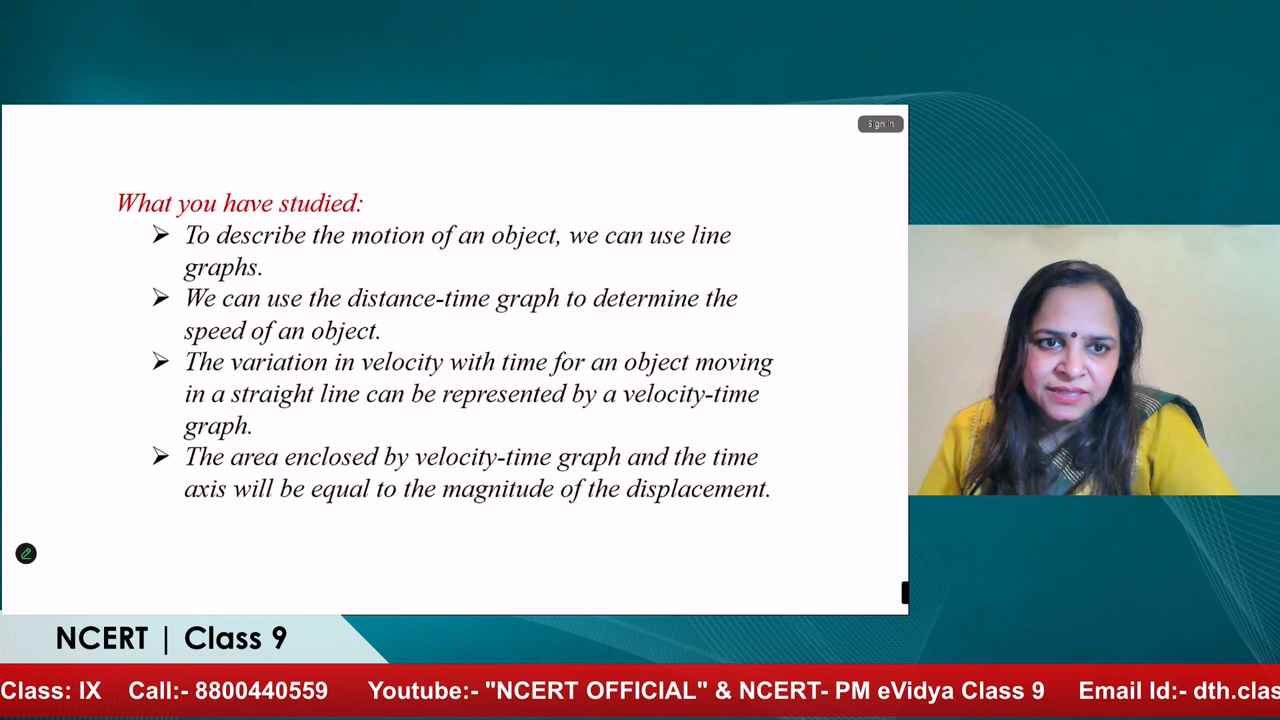 Sign in
What you have studied:
➢ To describe the motion of an object, we can use line
graphs.
➢ We can use the distance-time graph to determine the
speed of an object.
➢ The variation in velocity with time for an object moving
in a straight line can be represented by a velocity-time
graph.
➢ The area enclosed by velocity-time graph and the time
axis will be equal to the magnitude of the displacement.
NCERT | Class 9
Class: IX Call:- 8800440559 Youtube:- "NCERT OFFICIAL" & NCERT- PM eVidya Class 9 Email Id:- dth.clas